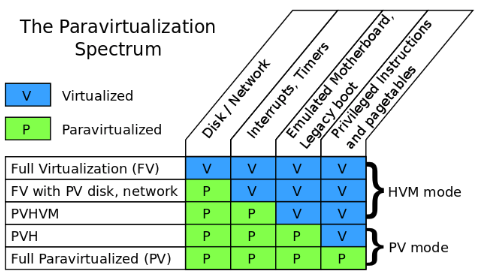 The Paravirtualization
Spectrum
V Virtualized
P Paravirtualized
Disk / Network
Interrupts, Timers
Emulated Motherboard,
Legacy boot
Privileged Instructions
and pagetables
Full Virtualization (FV) V V V V
FV with PV disk, network P V V V
PVHVM P P V V
HVM mode
PVH P P P V
Full Paravirtualized (PV) P P P P
PV mode